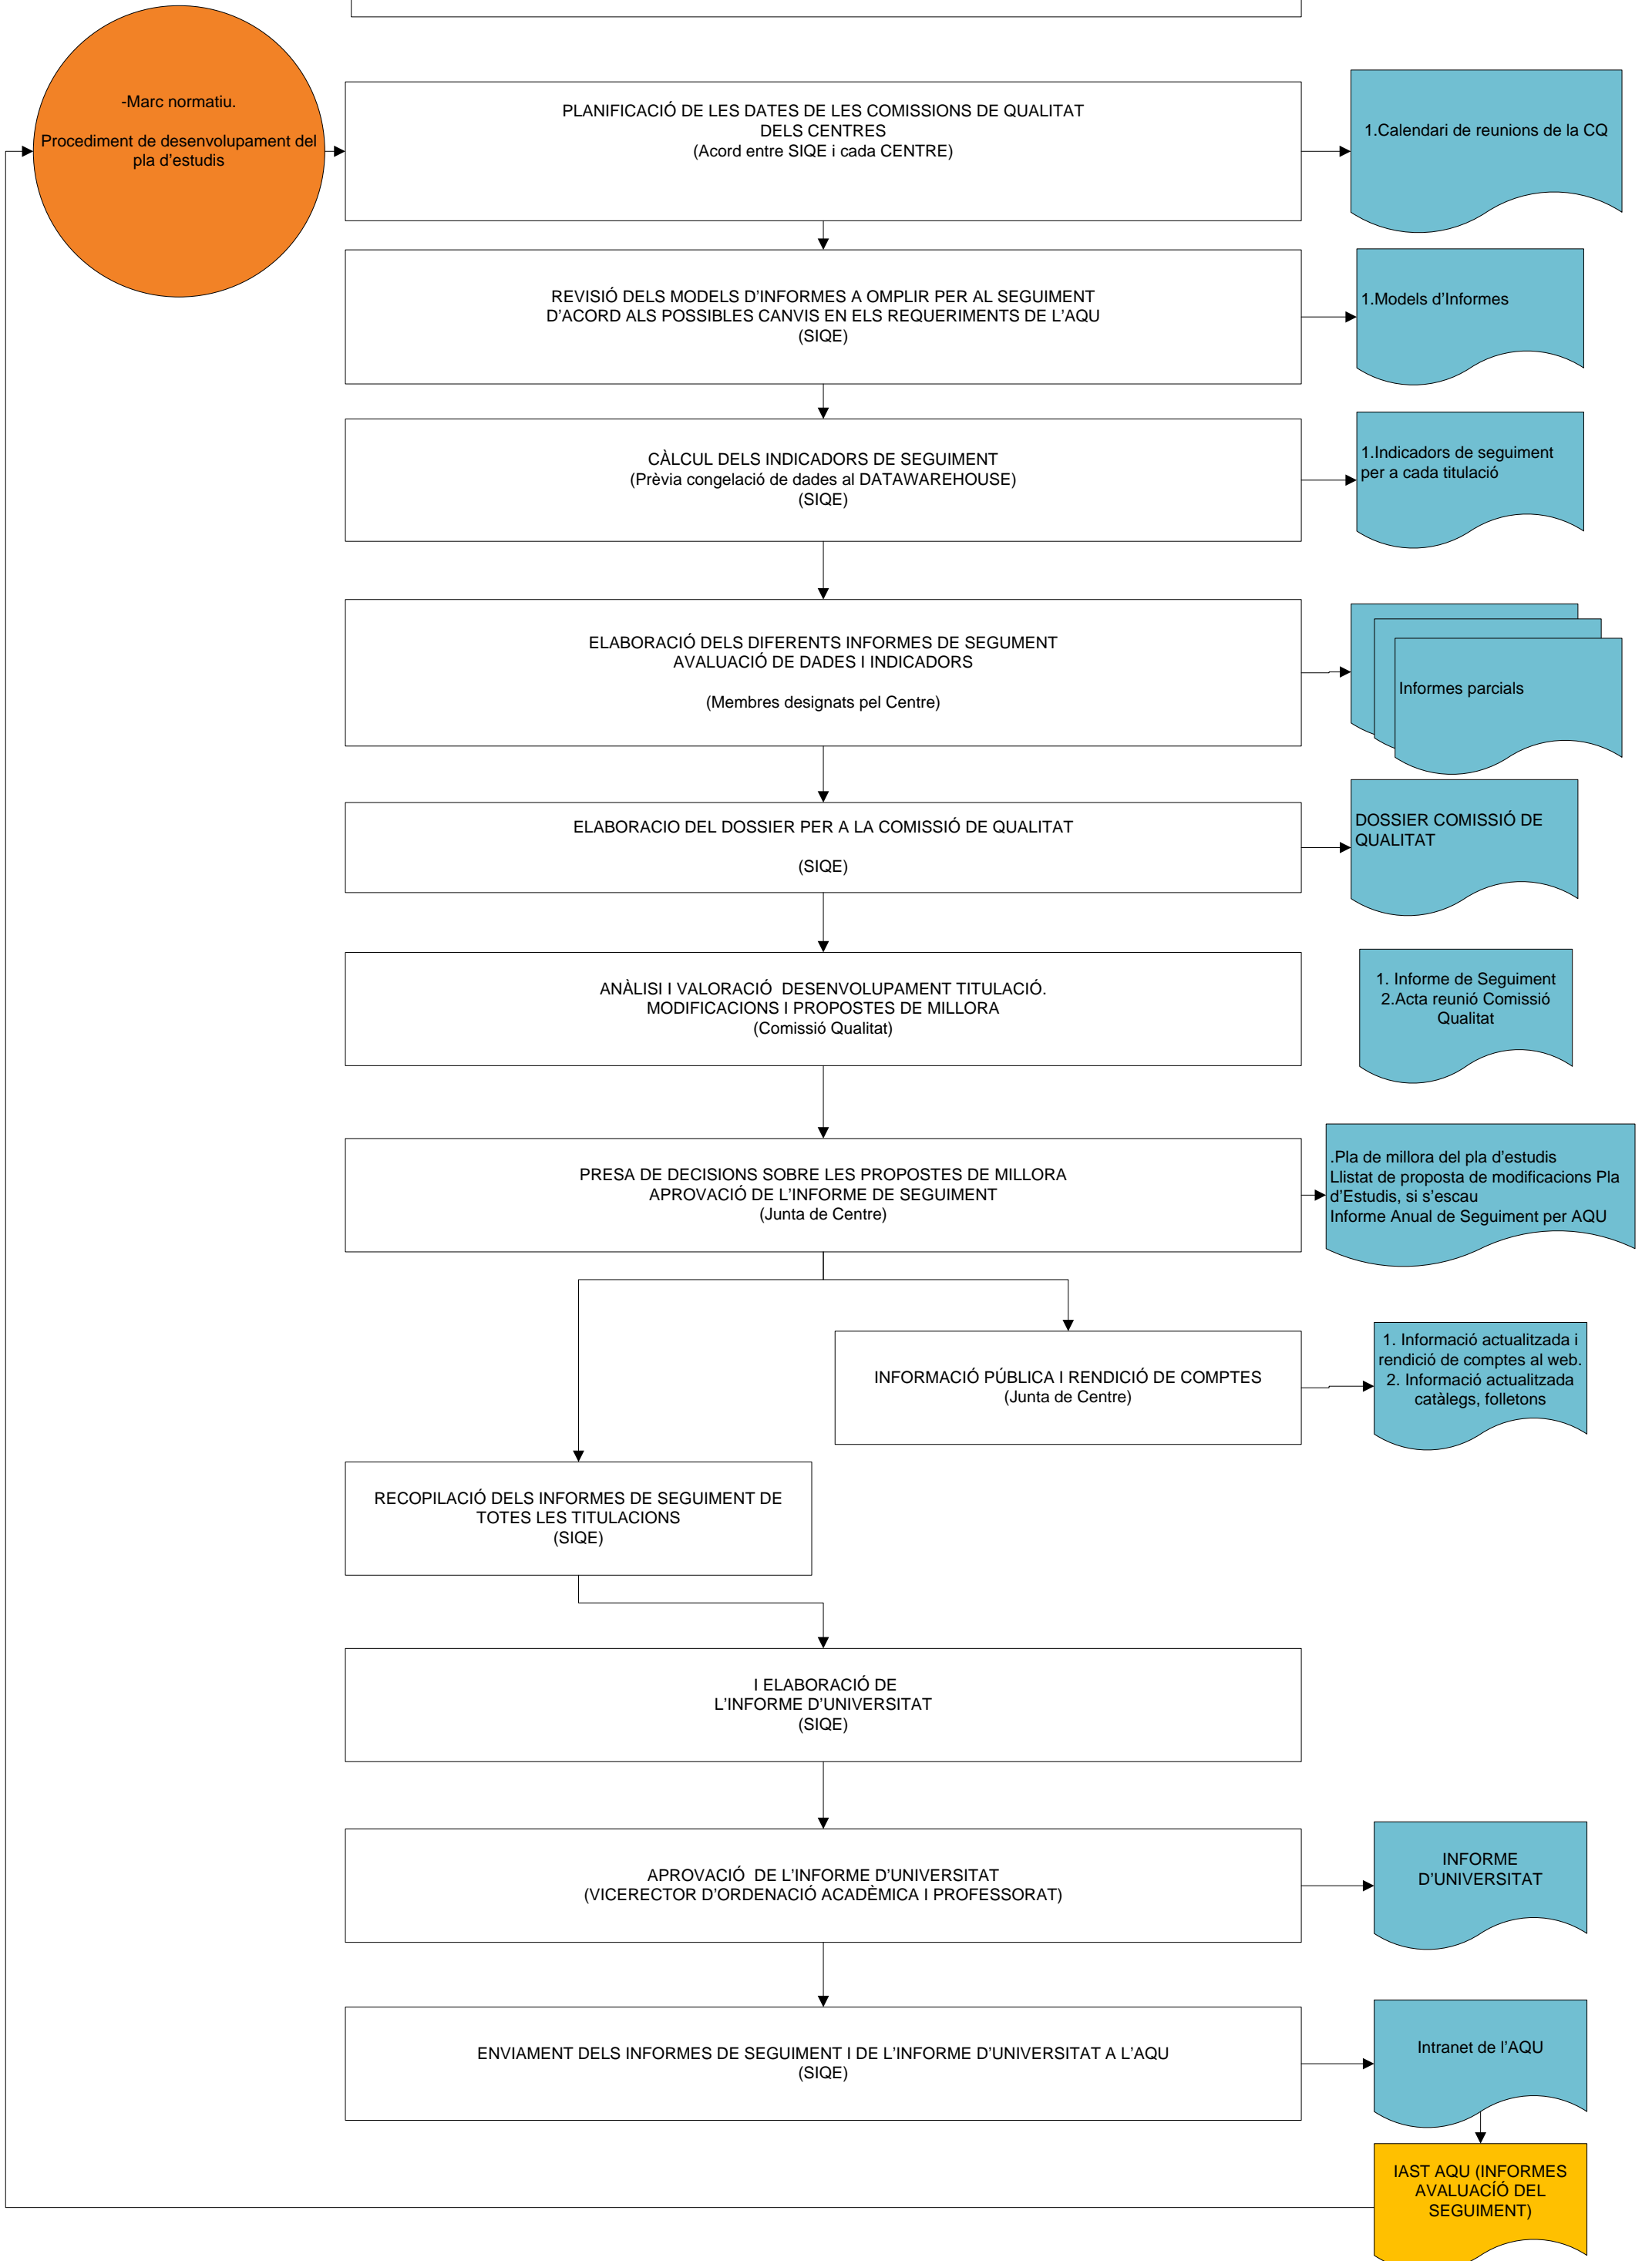 -Marc normatiu.
Procediment de desenvolupament del
pla d'estudis
PLANIFICACIÓ DE LES DATES DE LES COMISSIONS DE QUALITAT
DELS CENTRES
(Acord entre SIQE i cada CENTRE)
1.Calendari de reunions de la CQ
REVISIÓ DELS MODELS D'INFORMES A OMPLIR PER AL SEGUIMENT
D'ACORD ALS POSSIBLES CANVIS EN ELS REQUERIMENTS DE L'AQU
(SIQE)
1.Models d'Informes
CÀLCUL DELS INDICADORS DE SEGUIMENT
(Prèvia congelació de dades al DATAWAREHOUSE)
(SIQE)
1.Indicadors de seguiment
per a cada titulació
ELABORACIÓ DELS DIFERENTS INFORMES DE SEGUMENT
AVALUACIÓ DE DADES I INDICADORS
(Membres designats pel Centre)
Informes parcials
ELABORACIO DEL DOSSIER PER A LA COMISSIÓ DE QUALITAT
(SIQE)
DOSSIER COMISSIÓ DE
QUALITAT
ANÀLISI I VALORACIÓ  DESENVOLUPAMENT TITULACIÓ.
MODIFICACIONS I PROPOSTES DE MILLORA
(Comissió Qualitat)
1. Informe de Seguiment
2.Acta reunió Comissió
Qualitat
PRESA DE DECISIONS SOBRE LES PROPOSTES DE MILLORA
APROVACIÓ DE L'INFORME DE SEGUIMENT
(Junta de Centre)
.Pla de millora del pla d'estudis
Llistat de proposta de modificacions Pla
d'Estudis, si s'escau
Informe Anual de Seguiment per AQU
INFORMACIÓ PÚBLICA I RENDICIÓ DE COMPTES
(Junta de Centre)
1. Informació actualitzada i
rendició de comptes al web.
2. Informació actualitzada
catàlegs, folletons
RECOPILACIÓ DELS INFORMES DE SEGUIMENT DE
TOTES LES TITULACIONS
(SIQE)
I ELABORACIÓ DE
L'INFORME D'UNIVERSITAT
(SIQE)
APROVACIÓ  DE L'INFORME D'UNIVERSITAT
(VICERECTOR D'ORDENACIÓ ACADÈMICA I PROFESSORAT)
INFORME
D'UNIVERSITAT
ENVIAMENT DELS INFORMES DE SEGUIMENT I DE L'INFORME D'UNIVERSITAT A L'AQU
(SIQE)
Intranet de l'AQU
IAST AQU (INFORMES
AVALUACÍÓ DEL
SEGUIMENT)